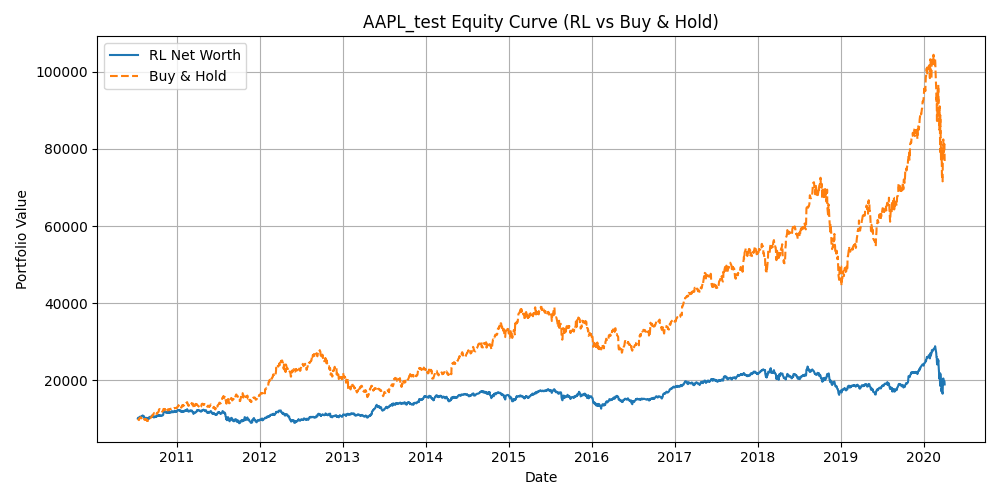 AAPL_test Equity Curve (RL vs Buy & Hold)
RL Net Worth
Buy & Hold
Portfolio Value
100000
80000
60000
40000
20000
2011 2012 2013 2014 2015 2016 2017 2018 2019 2020
Date